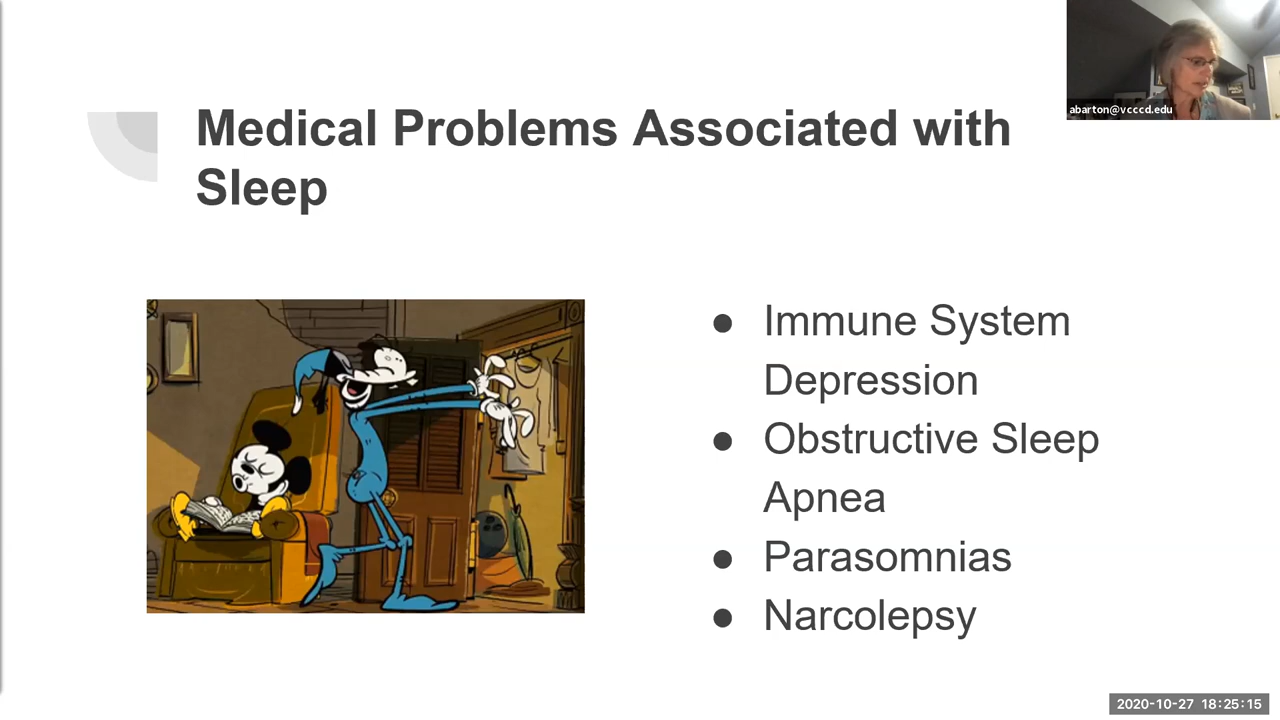 abarton@vcccd.edu
Medical Problems Associated with
Sleep
● Immune System
Depression
● Obstructive Sleep
Apnea
● Parasomnias
● Narcolepsy
2020-10-27 18:25:15